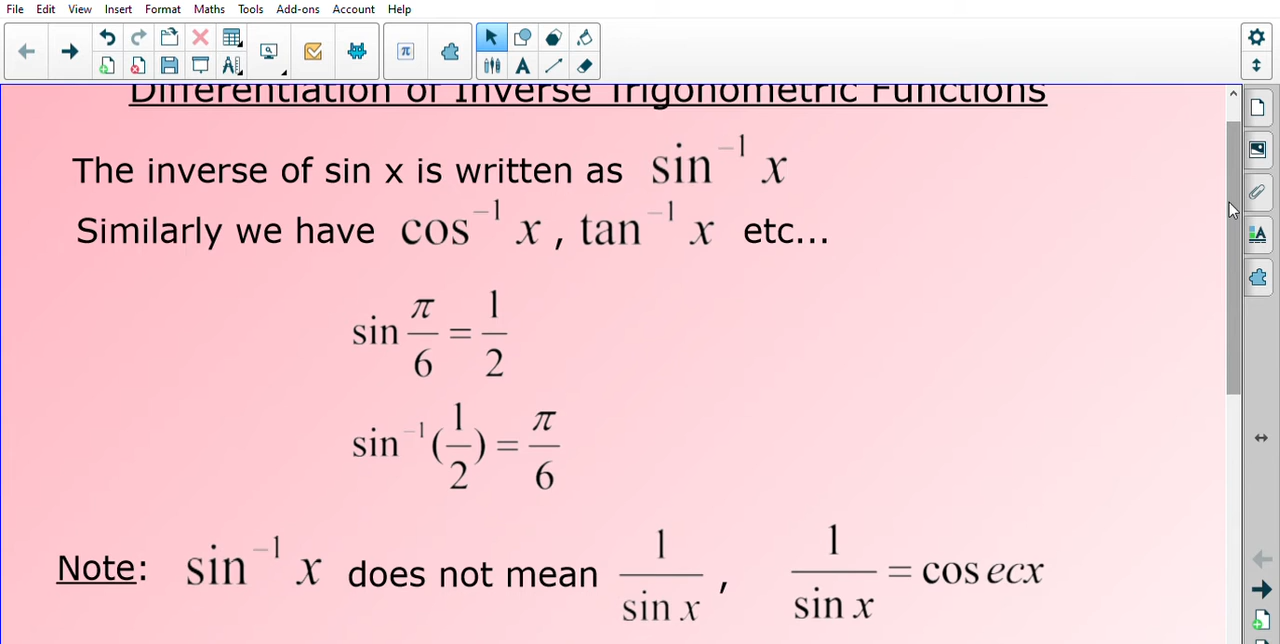 File Edit View Insert Format Maths Tools Add-ons Account Help
Differentiation of Inverse Trigonometric Functions
The inverse of sin x is written as sin⁻¹ x
Similarly we have cos⁻¹ x , tan⁻¹ x etc...
sin π/6 = 1/2
sin⁻¹(1/2) = π/6
Note: sin⁻¹ x does not mean 1/sin x , 1/sin x = cosecx